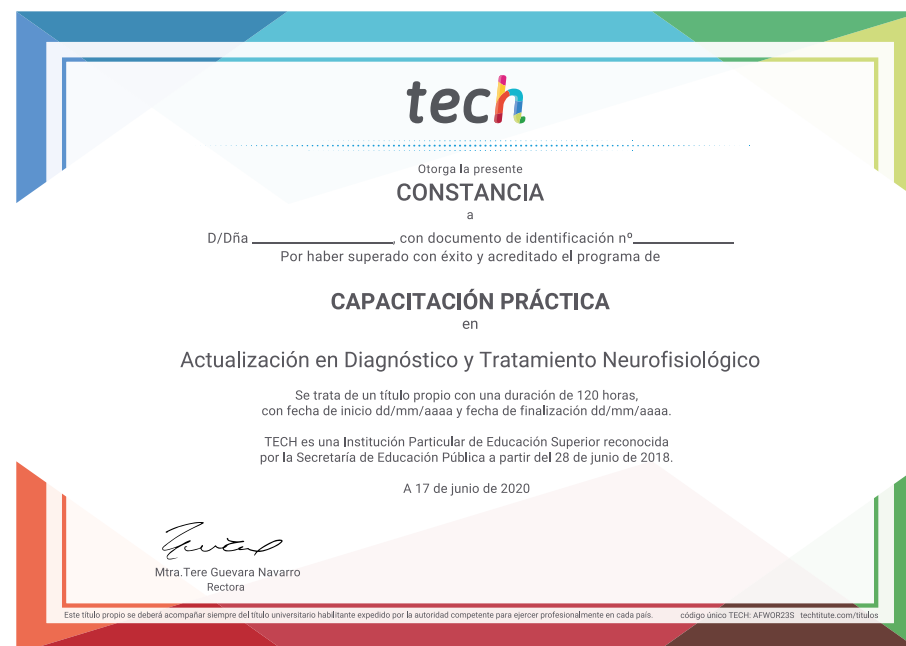 tech
Otorga la presente
CONSTANCIA
a
D/Dña ____________________, con documento de identificación nº______________
Por haber superado con éxito y acreditado el programa de
CAPACITACIÓN PRÁCTICA
en
Actualización en Diagnóstico y Tratamiento Neurofisiológico
Se trata de un título propio con una duración de 120 horas,
con fecha de inicio dd/mm/aaaa y fecha de finalización dd/mm/aaaa.
TECH es una Institución Particular de Educación Superior reconocida
por la Secretaría de Educación Pública a partir del 28 de junio de 2018.
A 17 de junio de 2020
Mtra.Tere Guevara Navarro
Rectora
Este título propio se deberá acompañar siempre del título universitario habilitante expedido por la autoridad competente para ejercer profesionalmente en cada país. código único TECH: AFWOR23S techtitute.com/titulos